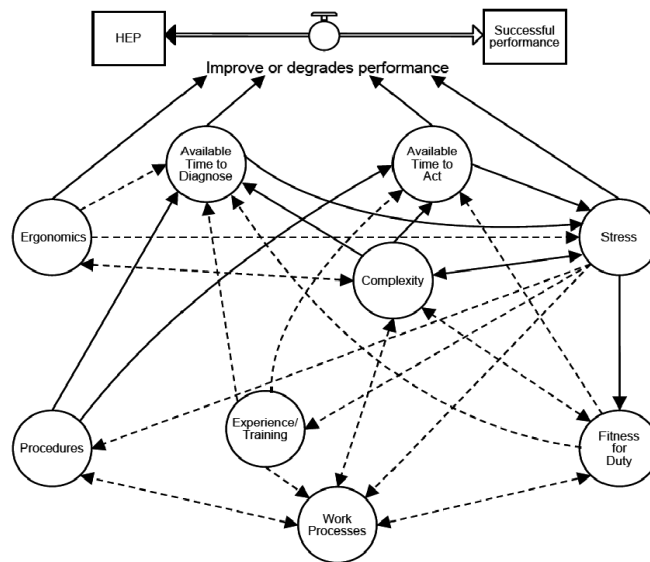 HEP
Successful
performance
Improve or degrades performance
Available
Time to
Diagnose
Available
Time to
Act
Ergonomics
Stress
Complexity
Procedures
Experience/
Training
Fitness
for
Duty
Work
Processes